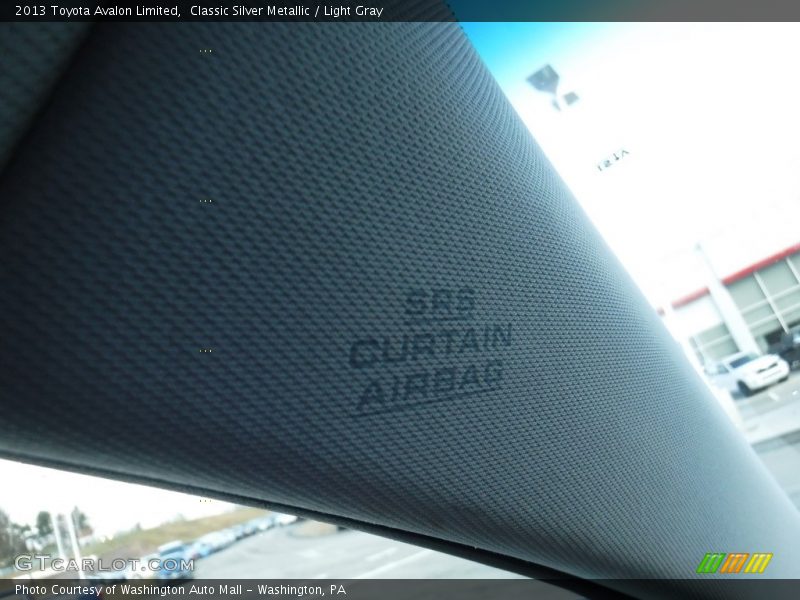 2013 Toyota Avalon Limited,  Classic Silver Metallic / Light Gray
SRS
CURTAIN
AIRBAG
GTCARLOT.COM
Photo Courtesy of Washington Auto Mall - Washington, PA